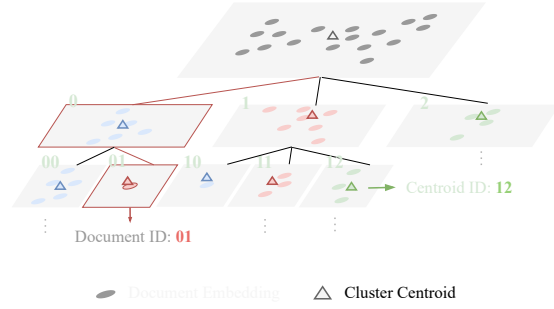 0
1
2
00
01
10
11
12
Centroid ID: 12
Document ID: 01
Document Embedding
Cluster Centroid